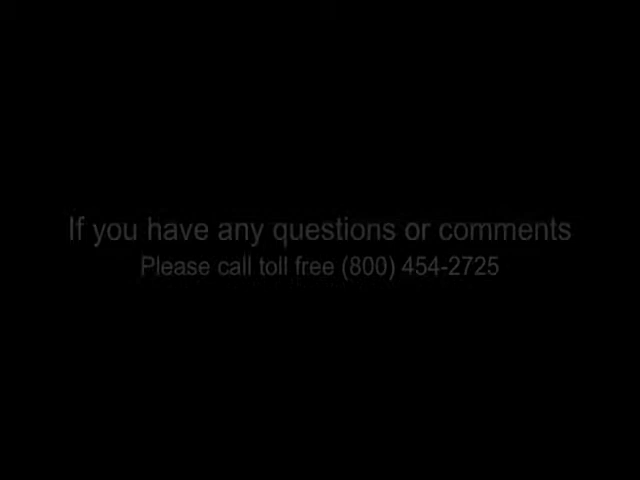 If you have any questions or comments
Please call toll free (800) 454-2725